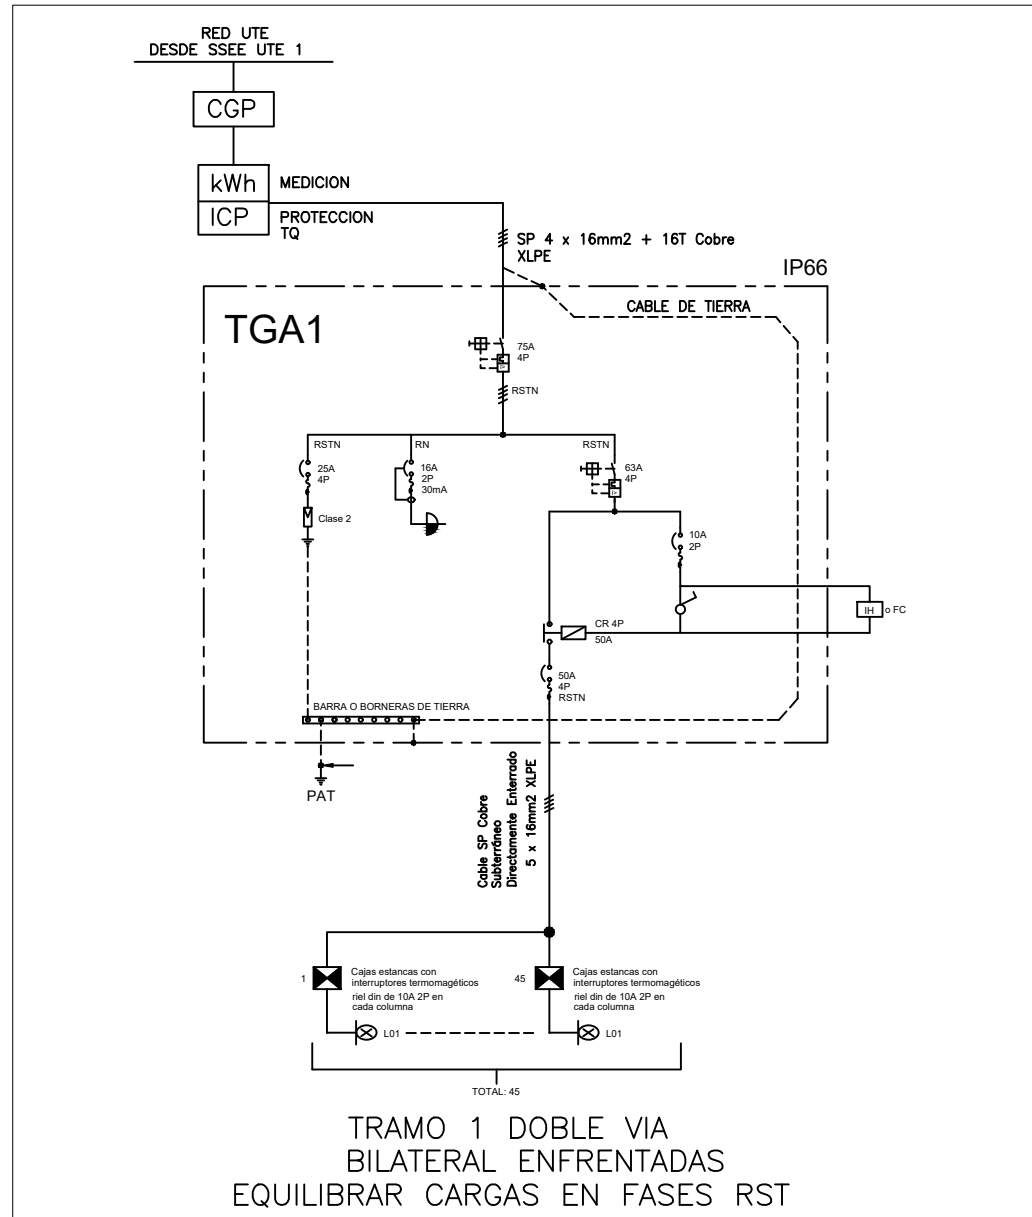 RED UTE
DESDE SSEE UTE 1
CGP
kWh
MEDICION
ICP
PROTECCION
TQ
SP 4 x 16mm2 + 16T Cobre
XLPE
IP66
CABLE DE TIERRA
TGA1
75A
4P
RSTN
RSTN
25A
4P
Clase 2
RN
16A
2P
30mA
RSTN
63A
4P
10A
2P
IH
o FC
CR 4P
50A
50A
4P
RSTN
BARRA O BORNERAS DE TIERRA
PAT
Cable SP Cobre
Subterráneo
Directamente Enterrado
5 x 16mm2 XLPE
1
Cajas estancas con
interruptores termomagéticos
riel din de 10A 2P en
cada columna
L01
45
Cajas estancas con
interruptores termomagéticos
riel din de 10A 2P en
cada columna
L01
TOTAL: 45
TRAMO 1 DOBLE VIA
BILATERAL ENFRENTADAS
EQUILIBRAR CARGAS EN FASES RST